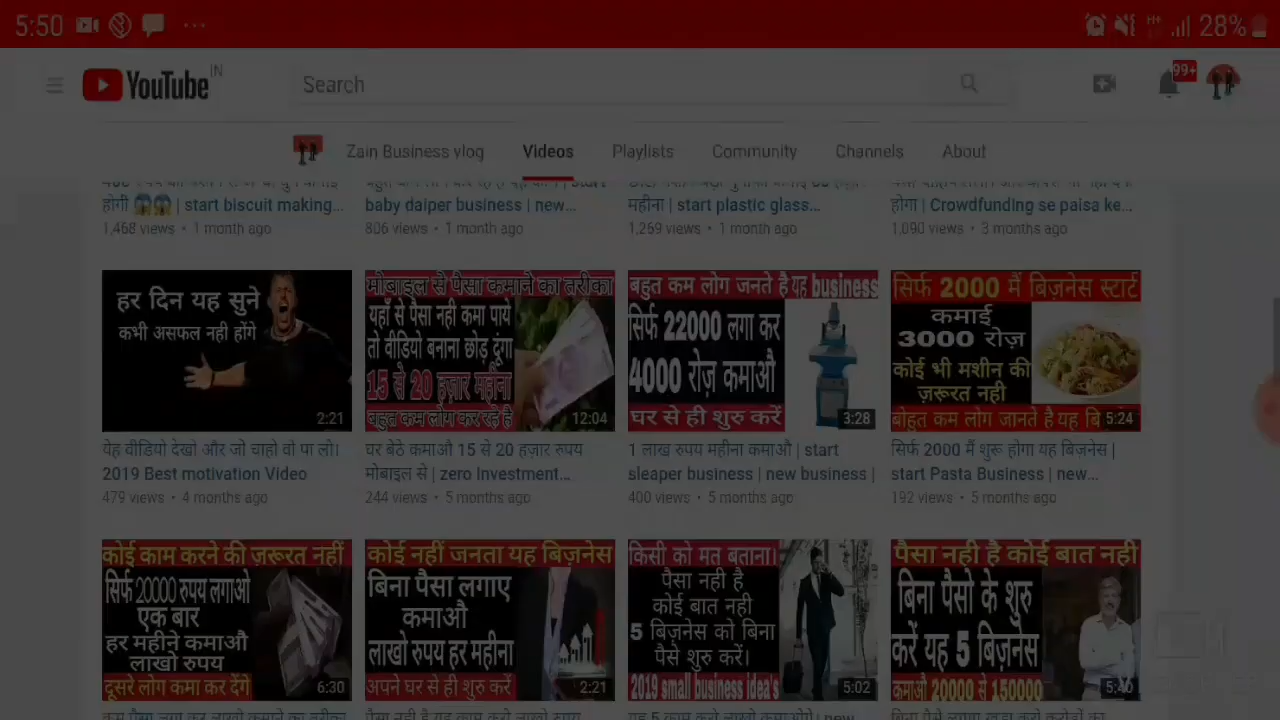 5:50
H+
28%
YouTube IN
Search
99+
Zain Business vlog Videos Playlists Community Channels About
होगी 😱😱 | start biscuit making...
1,468 views • 1 month ago
baby daiper business | new...
806 views • 1 month ago
महीना | start plastic glass...
1,269 views • 1 month ago
होगा | Crowdfunding se paisa ke...
1,090 views • 3 months ago
हर दिन यह सुने
कभी असफल नही होंगे
2:21
येह वीडियो देखो और जो चाहो वो पा लो।
2019 Best motivation Video
479 views • 4 months ago
मोबाइल से पैसा कमाने का तरीका
यहाँ से पैसा नही कमा पाये
तो वीडियो बनाना छोड़ दूंगा
15 से 20 हज़ार महीना
बहुत कम लोग कर रहे है
12:04
घर बेठे कमाऔ 15 से 20 हज़ार रुपय
मोबाइल से | zero Investment...
244 views • 5 months ago
बहुत कम लोग जनते है यह business
सिर्फ 22000 लगा कर
4000 रोज़ कमाऔ
घर से ही शुरु करें
3:28
1 लाख रुपय महीना कमाऔ | start
sleaper business | new business |
400 views • 5 months ago
सिर्फ 2000 मैं बिज़नेस स्टार्ट
कमाई
3000 रोज़
कोई भी मशीन की
ज़रूरत नही
बोहत कम लोग जानते है यह बि
5:24
सिर्फ 2000 मैं शुरू होगा यह बिजनेस |
start Pasta Business | new...
192 views • 5 months ago
कोई काम करने की ज़रूरत नहीं
सिर्फ 20000 रुपय लगाओ
एक बार
हर महीने कमाऔ
लाखो रुपय
दूसरे लोग कमा कर देंगे
6:30
कोई नहीं जनता यह बिज़नेस
बिना पैसा लगाए
कमाऔ
लाखो रुपय हर महीना
अपने घर से ही शुर्रु करें
2:21
किसी को मत बताना।
पैसा नही है
कोई बात नही
5 बिज़नेस को बिना
पैसे शुरु करें।
2019 small business idea's
5:02
पैसा नही है कोई बात नही
बिना पैसो के शुरु
करें यह 5 बिज़नेस
कमाऔ 20000 से 150000
5:40